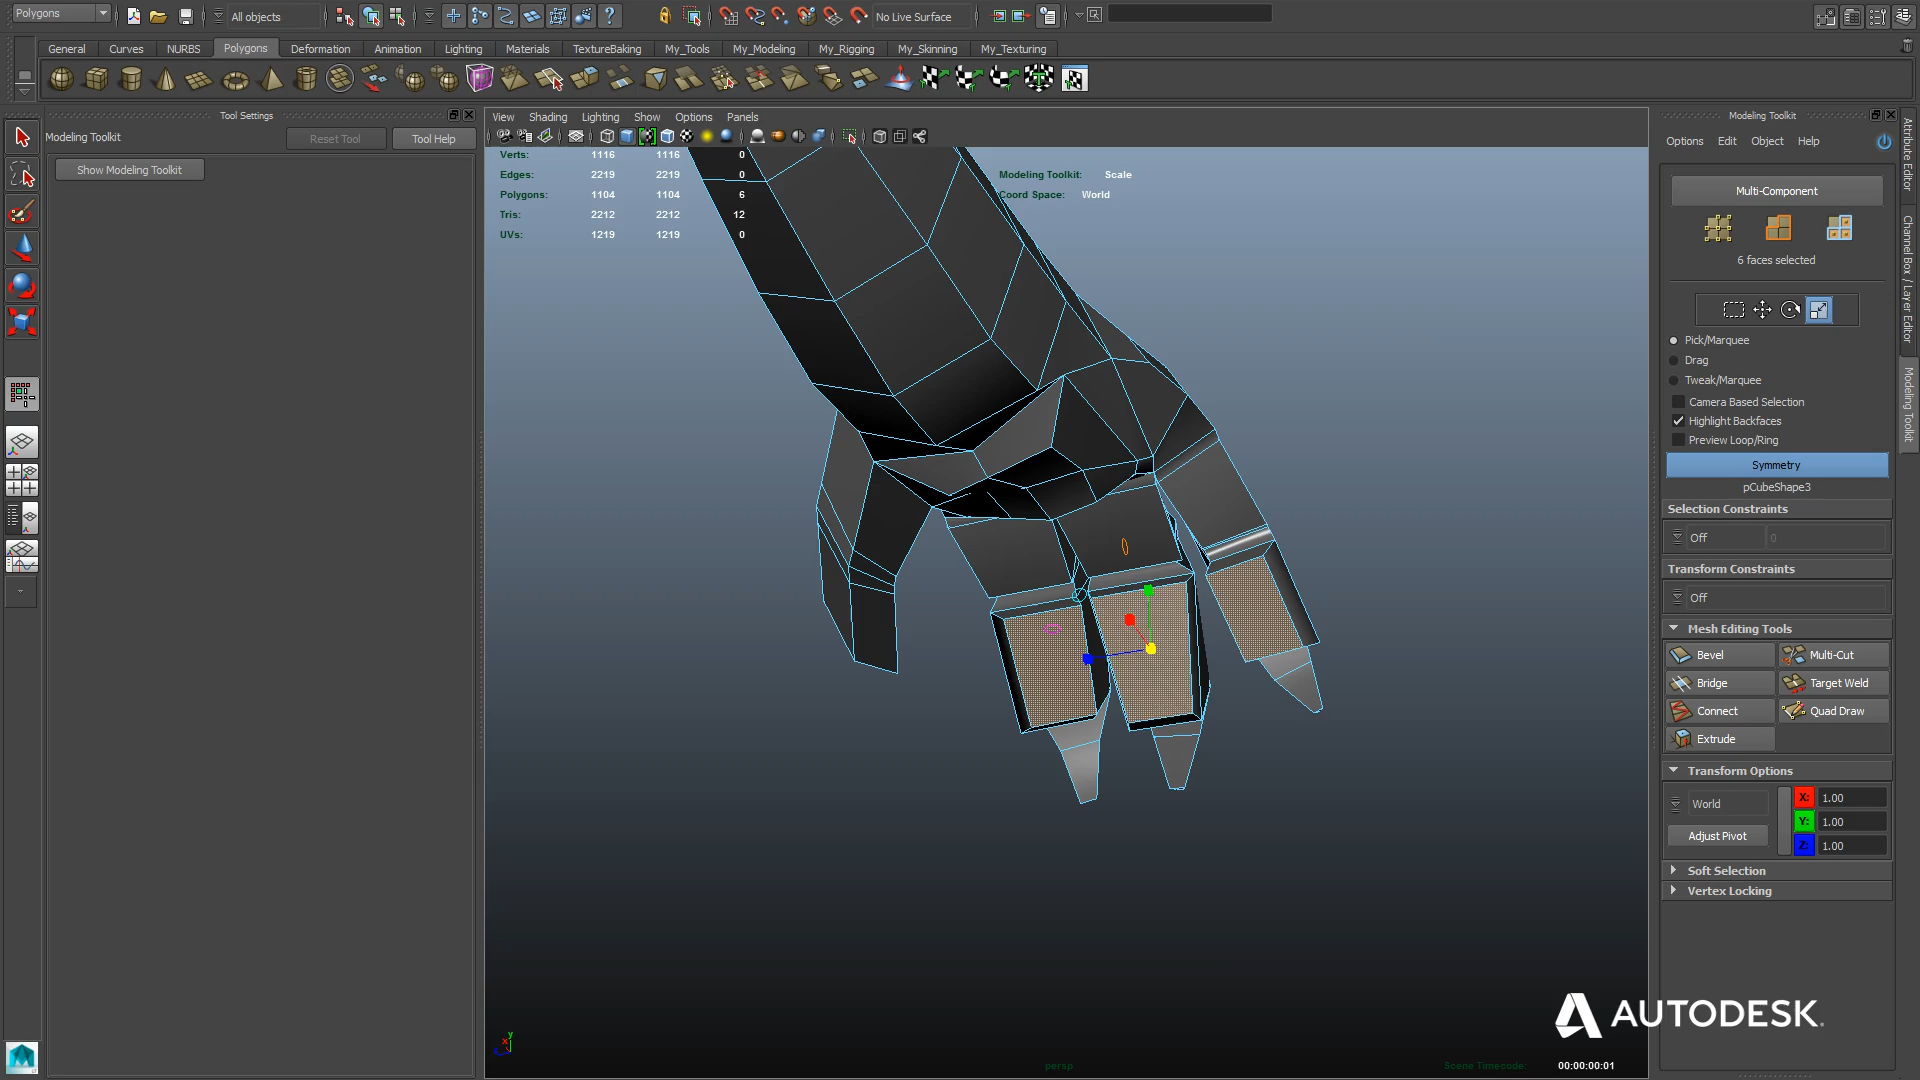 Polygons
All objects
No Live Surface
General Curves NURBS Polygons Deformation Animation Lighting Materials TextureBaking My_Tools My_Modeling My_Rigging My_Skinning My_Texturing
Tool Settings
Modeling Toolkit
Reset Tool
Tool Help
Show Modeling Toolkit
View Shading Lighting Show Options Panels
Verts: 1116 1116 0
Edges: 2219 2219 0
Polygons: 1104 1104 6
Tris: 2212 2212 12
UVs: 1219 1219 0
Modeling Toolkit: Scale
Coord Space: World
y
x
persp
Scene Timecode: 00:00:00:01
AUTODESK.
Modeling Toolkit
Options Edit Object Help
Multi-Component
6 faces selected
Pick/Marquee
Drag
Tweak/Marquee
Camera Based Selection
Highlight Backfaces
Preview Loop/Ring
Symmetry
pCubeShape3
Selection Constraints
Off 0
Transform Constraints
Off
Mesh Editing Tools
Bevel Multi-Cut
Bridge Target Weld
Connect Quad Draw
Extrude
Transform Options
World
Adjust Pivot
X: 1.00
Y: 1.00
Z: 1.00
Soft Selection
Vertex Locking
Attribute Editor
Channel Box / Layer Editor
Modeling Toolkit